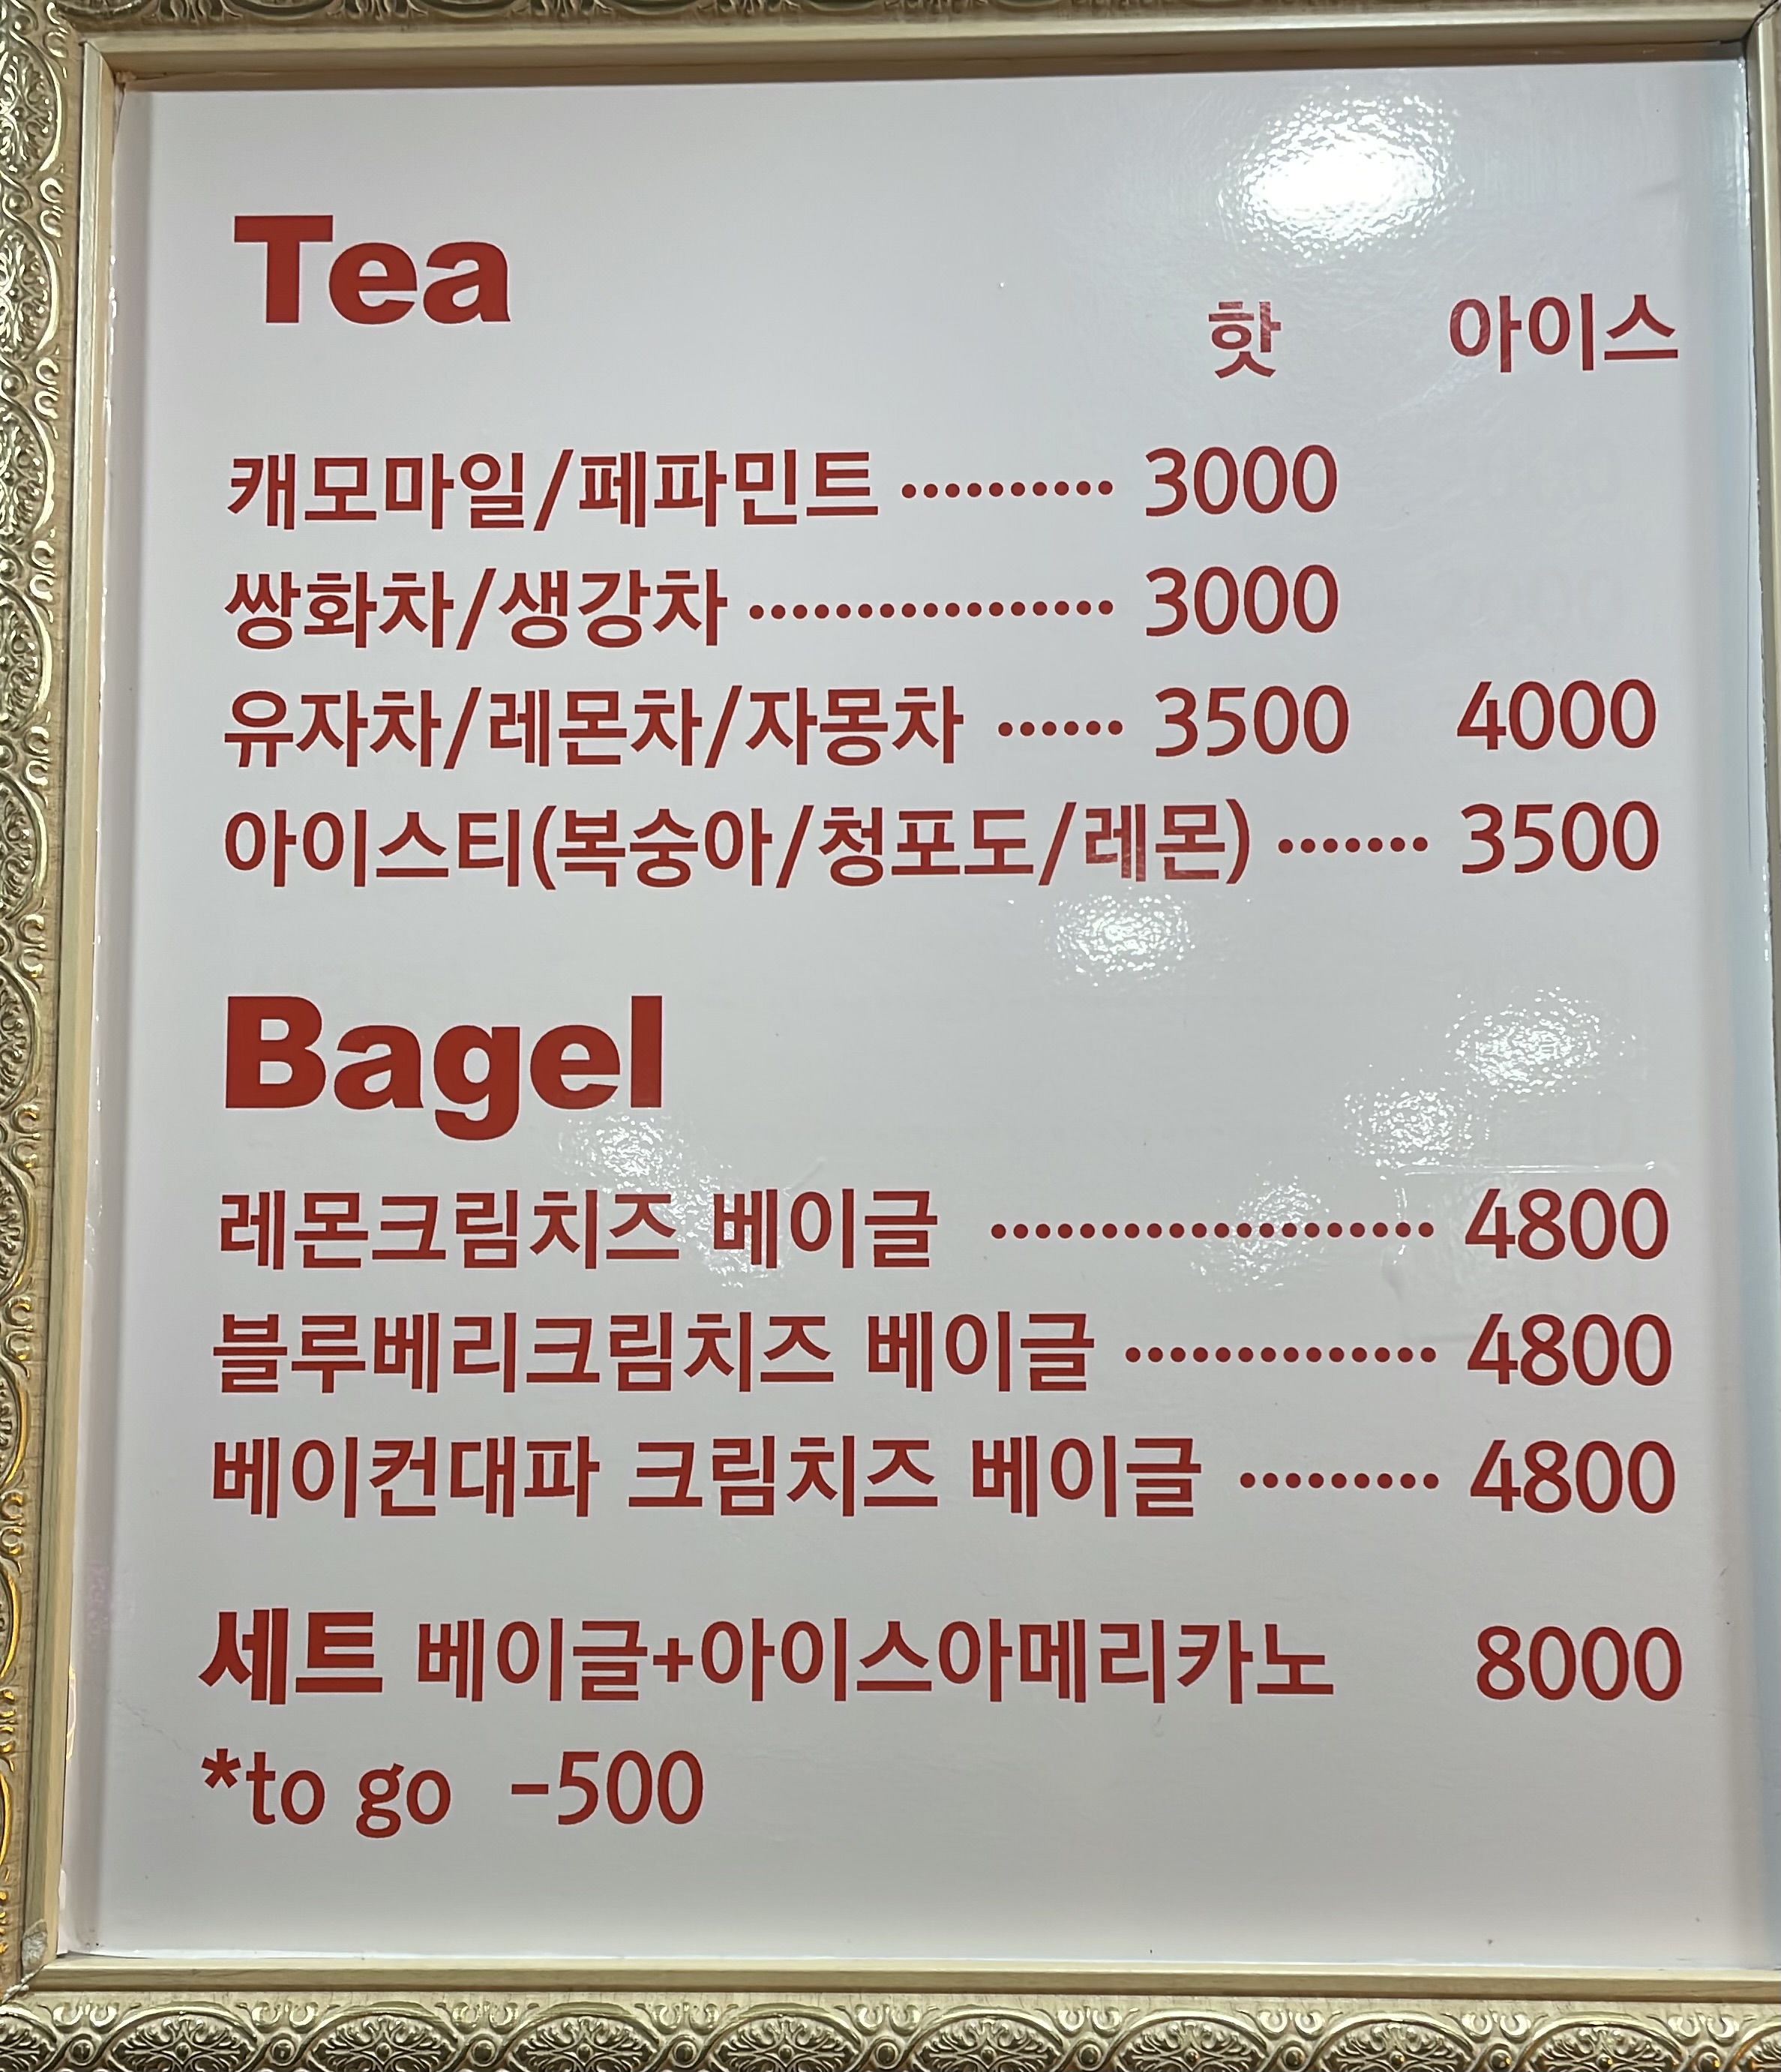 Tea
핫 아이스
캐모마일/페파민트 ·········· 3000
쌍화차/생강차 ················· 3000
유자차/레몬차/자몽차 ······ 3500 4000
아이스티(복숭아/청포도/레몬) ······· 3500
Bagel
레몬크림치즈 베이글 ··················· 4800
블루베리크림치즈 베이글 ·············· 4800
베이컨대파 크림치즈 베이글 ········· 4800
세트 베이글+아이스아메리카노 8000
*to go -500